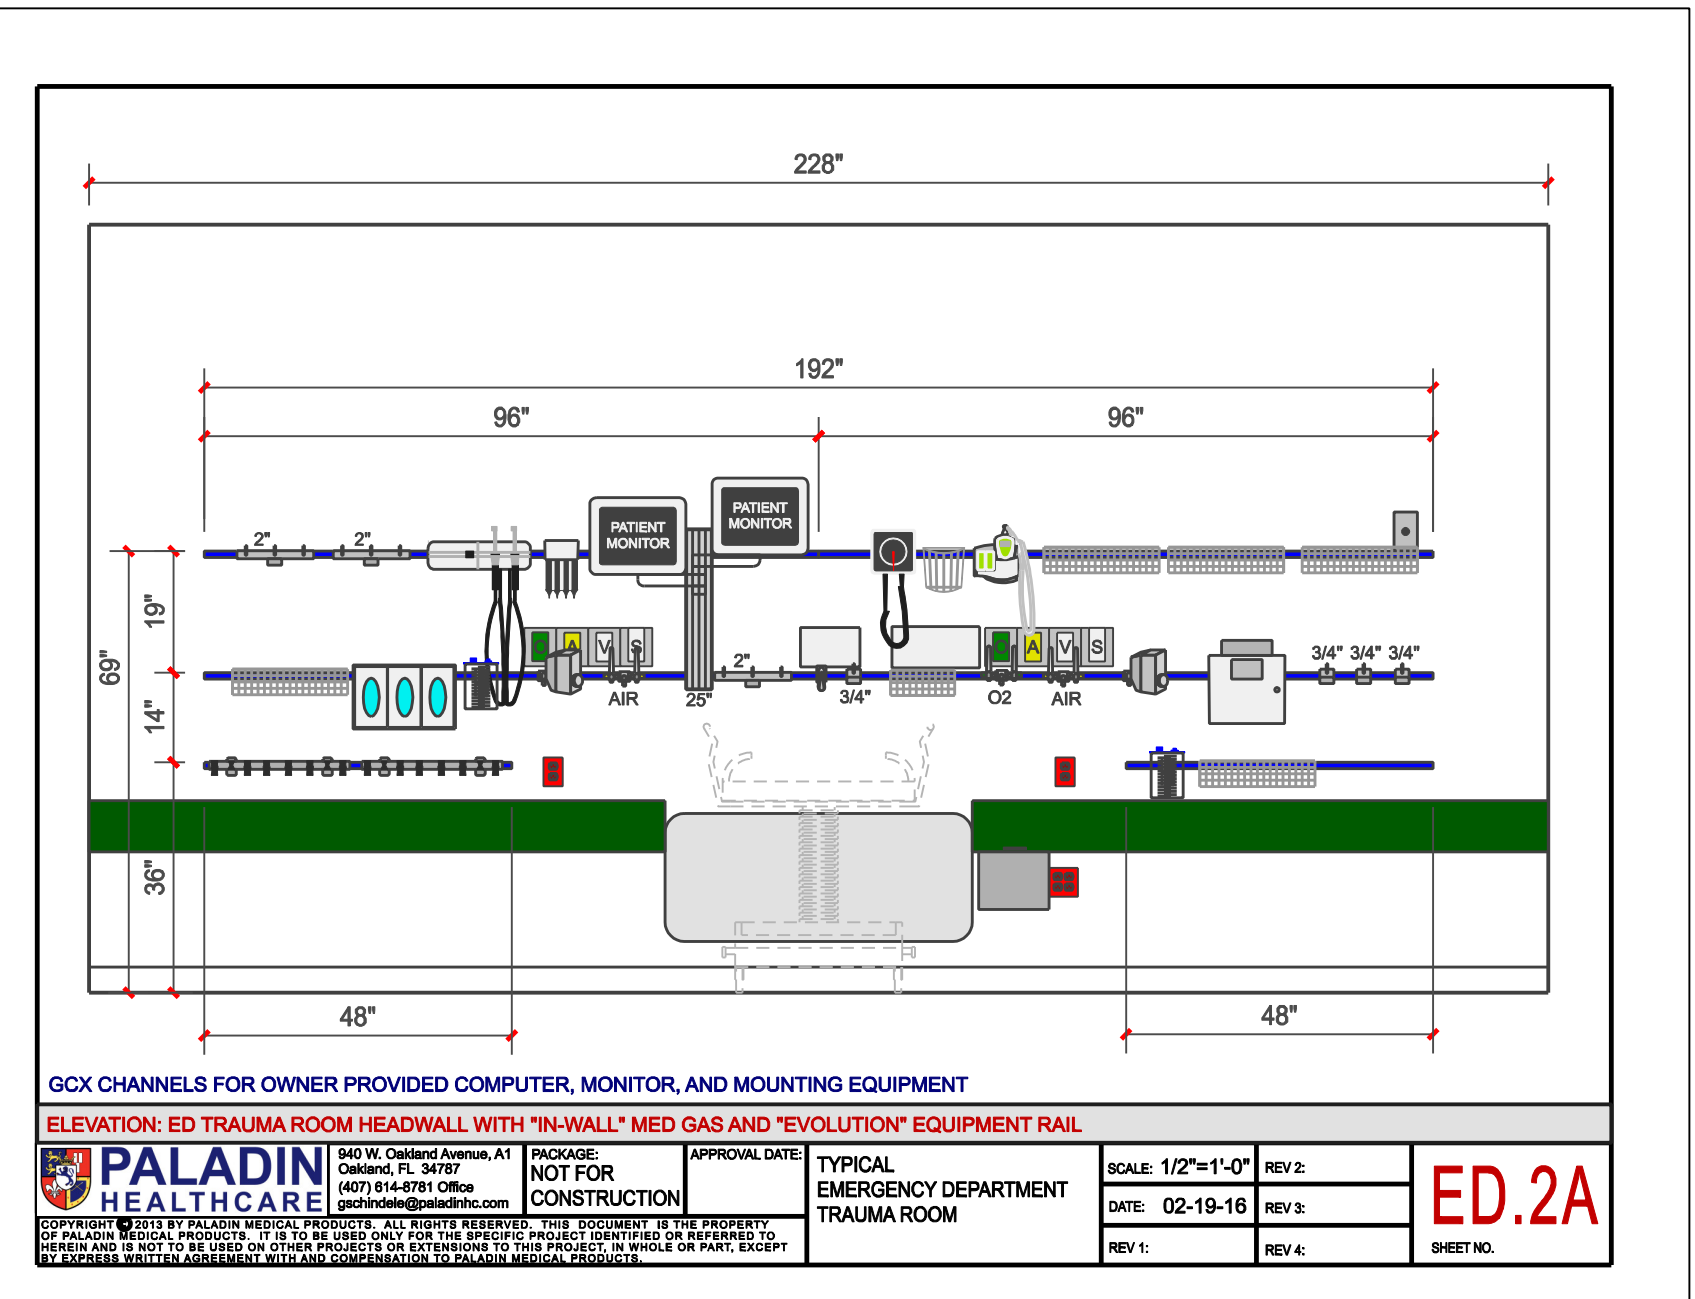 228"
192"
96"
96"
PATIENT
MONITOR
PATIENT
MONITOR
2"
2"
19"
69"
14"
36"
O A V S
O A V S
2"
3/4" 3/4" 3/4"
AIR
25"
3/4"
O2
AIR
48"
48"
GCX CHANNELS FOR OWNER PROVIDED COMPUTER, MONITOR, AND MOUNTING EQUIPMENT
ELEVATION: ED TRAUMA ROOM HEADWALL WITH "IN-WALL" MED GAS AND "EVOLUTION" EQUIPMENT RAIL
PALADIN
HEALTHCARE
940 W. Oakland Avenue, A1
Oakland, FL 34787
(407) 614-8781 Office
gschindele@paladinhc.com
PACKAGE:
NOT FOR
CONSTRUCTION
APPROVAL DATE:
COPYRIGHT 2013 BY PALADIN MEDICAL PRODUCTS. ALL RIGHTS RESERVED. THIS DOCUMENT IS THE PROPERTY
OF PALADIN MEDICAL PRODUCTS. IT IS TO BE USED ONLY FOR THE SPECIFIC PROJECT IDENTIFIED OR REFERRED TO
HEREIN AND IS NOT TO BE USED ON OTHER PROJECTS OR EXTENSIONS TO THIS PROJECT, IN WHOLE OR PART, EXCEPT
BY EXPRESS WRITTEN AGREEMENT WITH AND COMPENSATION TO PALADIN MEDICAL PRODUCTS.
TYPICAL
EMERGENCY DEPARTMENT
TRAUMA ROOM
SCALE: 1/2"=1'-0"
DATE: 02-19-16
REV 1:
REV 2:
REV 3:
REV 4:
ED.2A
SHEET NO.